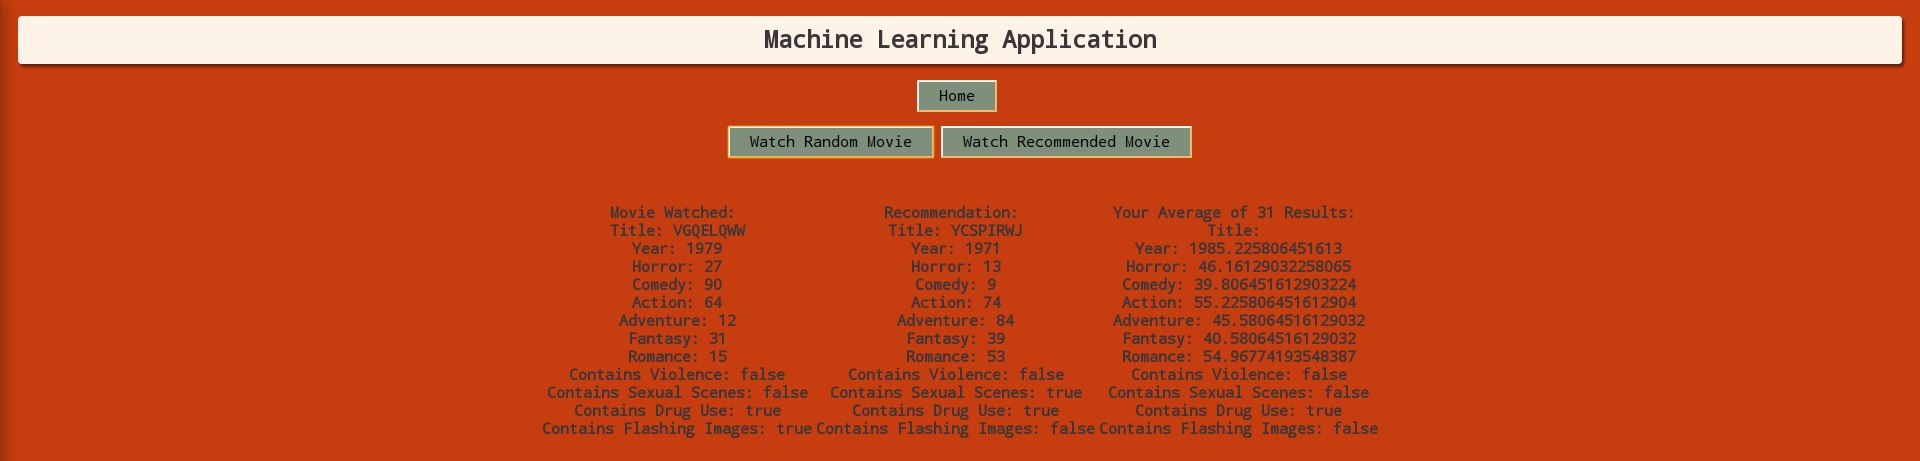 Machine Learning Application
Home
Watch Random Movie
Watch Recommended Movie
Movie Watched:
Title: VGQELQWW
Year: 1979
Horror: 27
Comedy: 90
Action: 64
Adventure: 12
Fantasy: 31
Romance: 15
Contains Violence: false
Contains Sexual Scenes: false
Contains Drug Use: true
Contains Flashing Images: true
Recommendation:
Title: YCSPIRWJ
Year: 1971
Horror: 13
Comedy: 9
Action: 74
Adventure: 84
Fantasy: 39
Romance: 53
Contains Violence: false
Contains Sexual Scenes: true
Contains Drug Use: true
Contains Flashing Images: false
Your Average of 31 Results:
Title:
Year: 1985.225806451613
Horror: 46.16129032258065
Comedy: 39.806451612903224
Action: 55.225806451612904
Adventure: 45.58064516129032
Fantasy: 40.58064516129032
Romance: 54.96774193548387
Contains Violence: false
Contains Sexual Scenes: false
Contains Drug Use: true
Contains Flashing Images: false